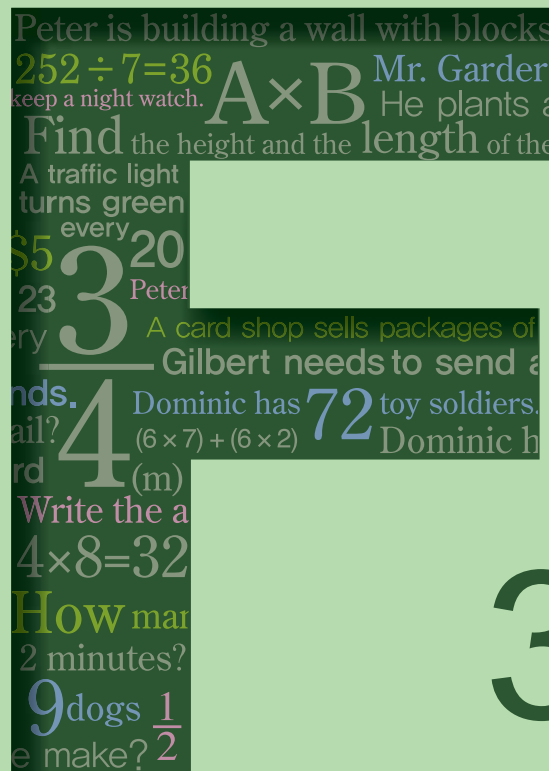 Peter is building a wall with blocks
252 ÷ 7=36 A×B Mr. Garder
keep a night watch. He plants a
Find the height and the length of the
A traffic light
turns green
every
$5 3 20
23 Peter
ry A card shop sells packages of
Gilbert needs to send a
nds. 4 Dominic has 72 toy soldiers.
ail? (6 × 7) + (6 × 2) Dominic h
rd (m)
Write the a
4×8=32
How mar
3
2 minutes?
9 dogs 1/2
e make?